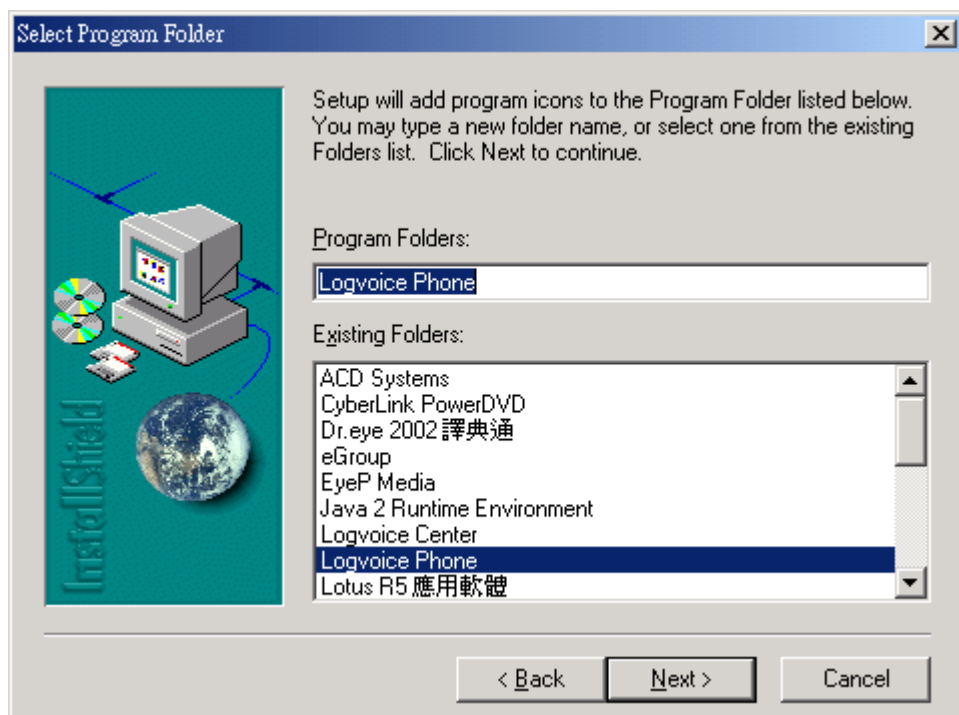 Select Program Folder
Setup will add program icons to the Program Folder listed below.
You may type a new folder name, or select one from the existing
Folders list.  Click Next to continue.
Program Folders:
Logvoice Phone
Existing Folders:
ACD Systems
CyberLink PowerDVD
Dr.eye 2002 譯典通
eGroup
EyeP Media
Java 2 Runtime Environment
Logvoice Center
Logvoice Phone
Lotus R5 應用軟體
InstallShield
< Back
Next >
Cancel